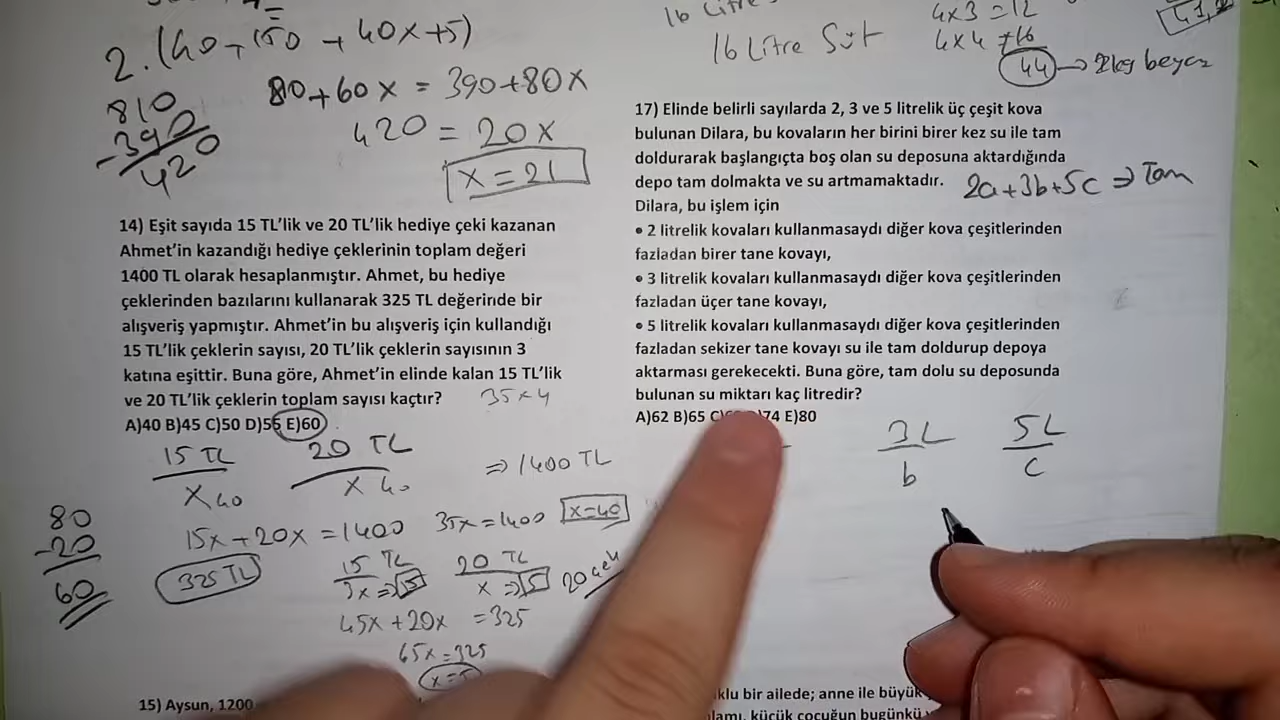 2.(40+150+40x+5)
80+60x = 390+80x
810
-390
420
420 = 20x
x = 21
14) Eşit sayıda 15 TL’lik ve 20 TL’lik hediye çeki kazanan
Ahmet’in kazandığı hediye çeklerinin toplam değeri
1400 TL olarak hesaplanmıştır. Ahmet, bu hediye
çeklerinden bazılarını kullanarak 325 TL değerinde bir
alışveriş yapmıştır. Ahmet’in bu alışveriş için kullandığı
15 TL’lik çeklerin sayısı, 20 TL’lik çeklerin sayısının 3
katına eşittir. Buna göre, Ahmet’in elinde kalan 15 TL’lik
ve 20 TL’lik çeklerin toplam sayısı kaçtır?
35x4
A)40 B)45 C)50 D)55 E)60
15 TL 20 TL
x 40 x 40
⇒ 1400 TL
80
-20
60
15x+20x = 1400 35x=1400 x=40
325 TL
15 TL 20 TL
3x ⇒ 15 x ⇒ 5
45x+20x = 325
65x=325
x=5
15) Aysun, 1200
16 Litre
16 Litre Süt
4x3 = 12
4x4 = 16
44 → 2kg beyaz
17) Elinde belirli sayılarda 2, 3 ve 5 litrelik üç çeşit kova
bulunan Dilara, bu kovaların her birini birer kez su ile tam
doldurarak başlangıçta boş olan su deposuna aktardığında
depo tam dolmakta ve su artmamaktadır.
2a+3b+5c ⇒ Tam
Dilara, bu işlem için
• 2 litrelik kovaları kullanmasaydı diğer kova çeşitlerinden
fazladan birer tane kovayı,
• 3 litrelik kovaları kullanmasaydı diğer kova çeşitlerinden
fazladan üçer tane kovayı,
• 5 litrelik kovaları kullanmasaydı diğer kova çeşitlerinden
fazladan sekizer tane kovayı su ile tam doldurup depoya
aktarması gerekecekti. Buna göre, tam dolu su deposunda
bulunan su miktarı kaç litredir?
A)62 B)65 74 E)80
3L 5L
b c
bir ailede; anne ile büyük
küçük çocuğun bugünkü